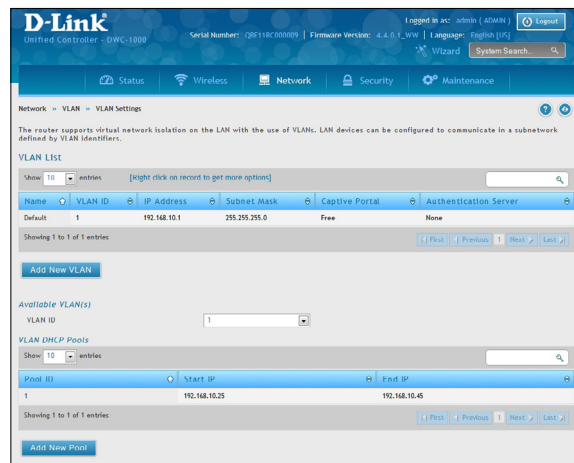 D-Link
Unified Controller - DWC-1000
Logged in as: admin ( ADMIN ) Logout
Serial Number: QBF11BC000009 | Firmware Version: 4.4.0.1_WW | Language: English [US]
Wizard System Search...
Status Wireless Network Security Maintenance
Network » VLAN » VLAN Settings
The router supports virtual network isolation on the LAN with the use of VLANs. LAN devices can be configured to communicate in a subnetwork
defined by VLAN identifiers.
VLAN List
Show 10 entries [Right click on record to get more options]
Name VLAN ID IP Address Subnet Mask Captive Portal Authentication Server
Default 1 192.168.10.1 255.255.255.0 Free None
Showing 1 to 1 of 1 entries First Previous 1 Next Last
Add New VLAN
Available VLAN(s)
VLAN ID 1
VLAN DHCP Pools
Show 10 entries
Pool ID Start IP End IP
1 192.168.10.25 192.168.10.45
Showing 1 to 1 of 1 entries First Previous 1 Next Last
Add New Pool